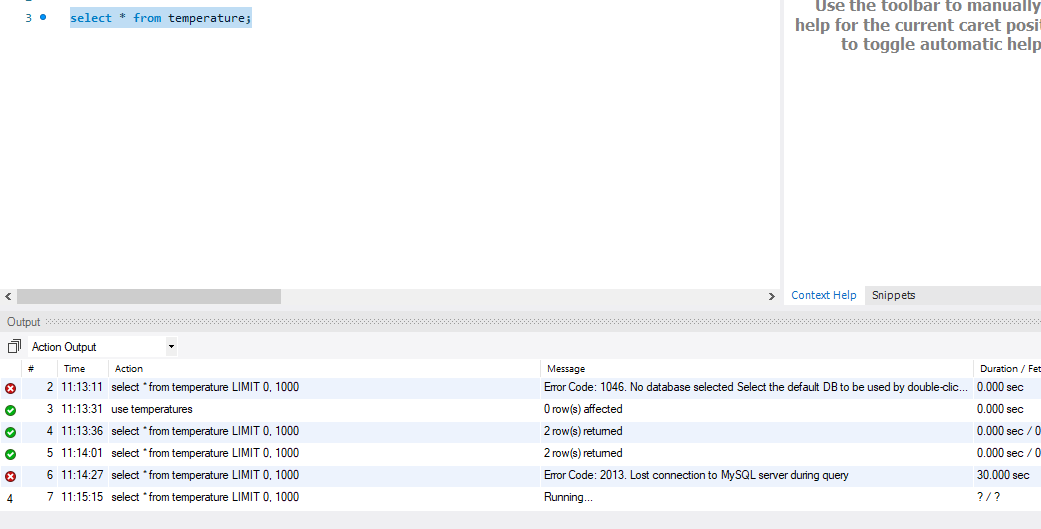 Use the toolbar to manually
3 select * from temperature;
help for the current caret posit
to toggle automatic help
Context Help Snippets
Output
Action Output
# Time Action Message Duration / Fet
2 11:13:11 select * from temperature LIMIT 0, 1000 Error Code: 1046. No database selected Select the default DB to be used by double-clic... 0.000 sec
3 11:13:31 use temperatures 0 row(s) affected 0.000 sec
4 11:13:36 select * from temperature LIMIT 0, 1000 2 row(s) returned 0.000 sec / 0
5 11:14:01 select * from temperature LIMIT 0, 1000 2 row(s) returned 0.000 sec / 0
6 11:14:27 select * from temperature LIMIT 0, 1000 Error Code: 2013. Lost connection to MySQL server during query 30.000 sec
4 7 11:15:15 select * from temperature LIMIT 0, 1000 Running... ? / ?